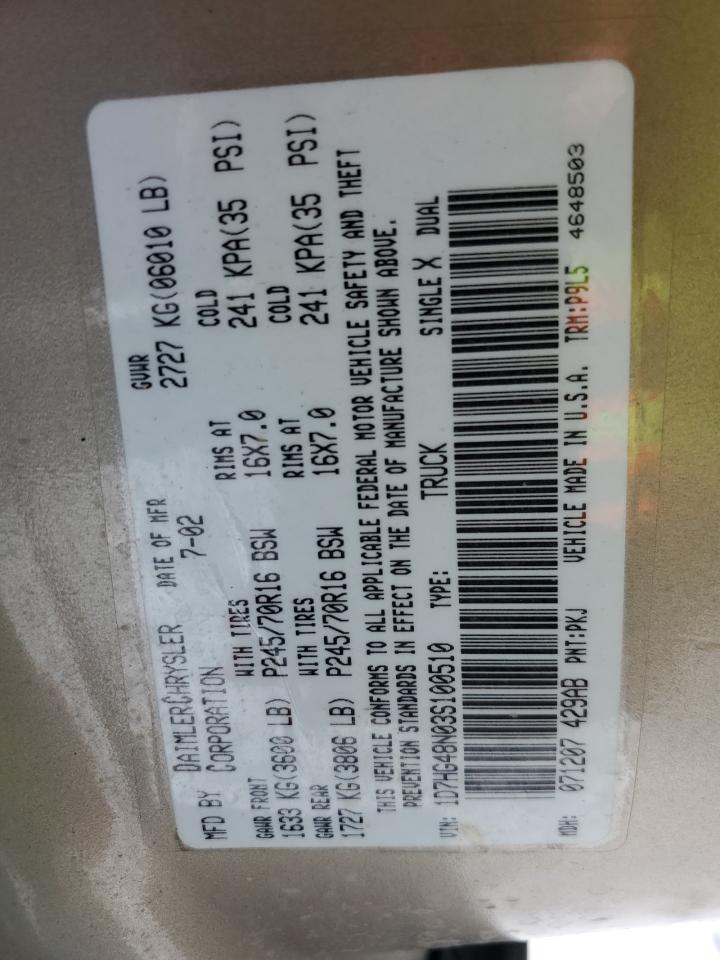 MFD BY DAIMLERCHRYSLER CORPORATION DATE OF MFR 7-02 GVWR 2727 KG(06010 LB)
GAWR FRONT WITH TIRES RIMS AT COLD
1633 KG(3600 LB) P245/70R16 BSW 16X7.0 241 KPA(35 PSI)
GAWR REAR WITH TIRES RIMS AT COLD
1727 KG(3806 LB) P245/70R16 BSW 16X7.0 241 KPA(35 PSI)
THIS VEHICLE CONFORMS TO ALL APPLICABLE FEDERAL MOTOR VEHICLE SAFETY AND THEFT
PREVENTION STANDARDS IN EFFECT ON THE DATE OF MANUFACTURE SHOWN ABOVE.
VIN: 1D7HG48N03S100510 TYPE: TRUCK SINGLE X DUAL
MDH: 071207 429AB PNT:PKJ VEHICLE MADE IN U.S.A. TRM:P9L5 4648503